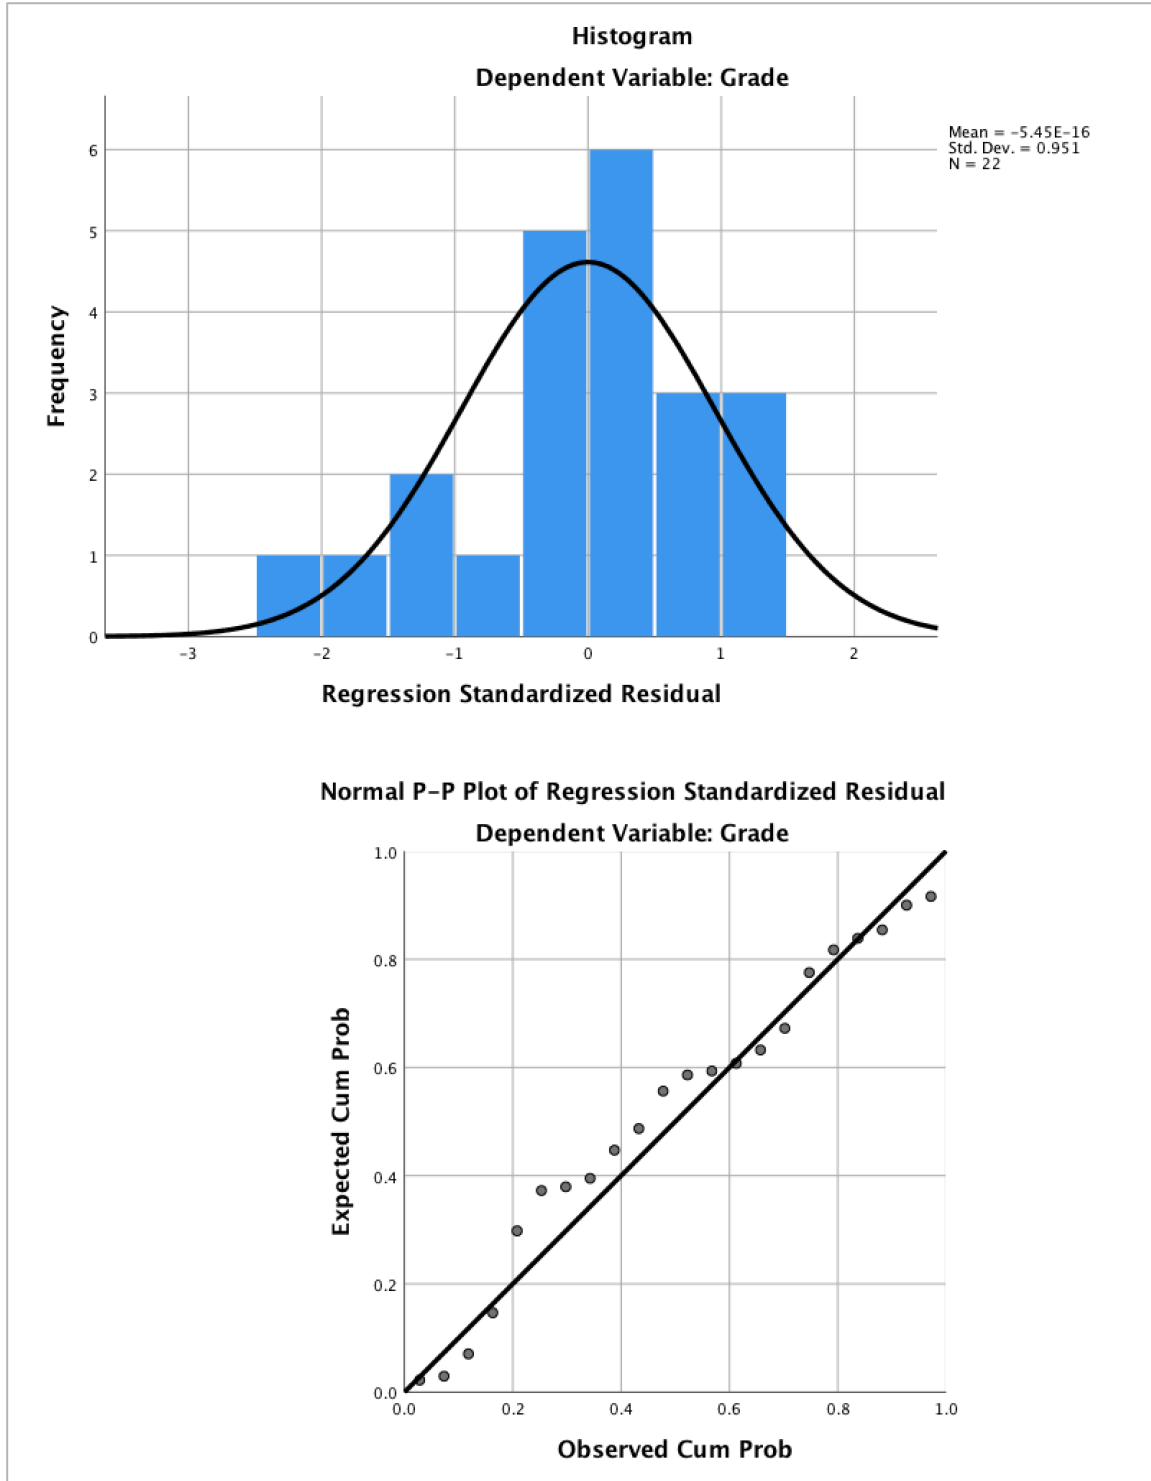 Histogram
Dependent Variable: Grade
Mean = -5.45E-16
Std. Dev. = 0.951
N = 22
Frequency
6
5
4
3
2
1
0
-3 -2 -1 0 1 2
Regression Standardized Residual
Normal P-P Plot of Regression Standardized Residual
Dependent Variable: Grade
Expected Cum Prob
1.0
0.8
0.6
0.4
0.2
0.0
0.0 0.2 0.4 0.6 0.8 1.0
Observed Cum Prob